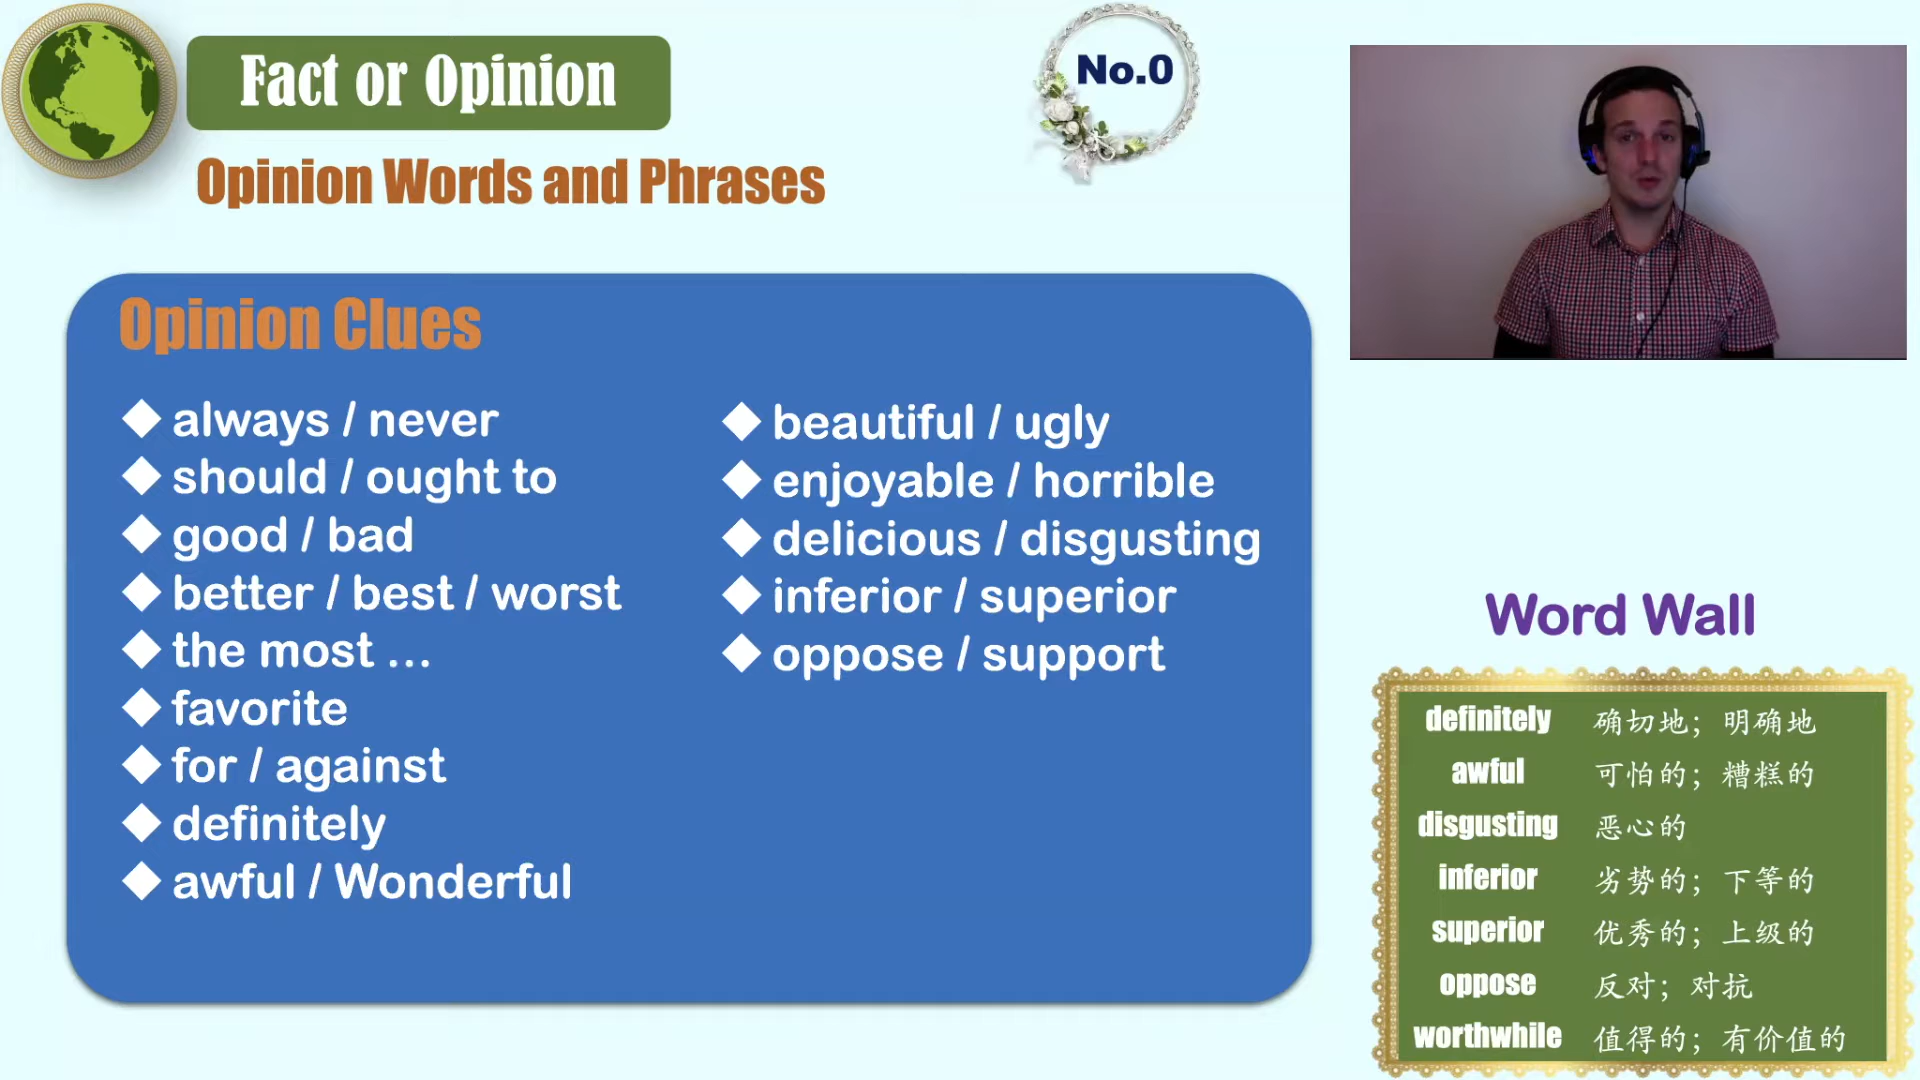 Fact or Opinion
No.0
Opinion Words and Phrases
Opinion Clues
always / never
should / ought to
good / bad
better / best / worst
the most ...
favorite
for / against
definitely
awful / Wonderful
beautiful / ugly
enjoyable / horrible
delicious / disgusting
inferior / superior
oppose / support
Word Wall
definitely 确切地；明确地
awful 可怕的；糟糕的
disgusting 恶心的
inferior 劣势的；下等的
superior 优秀的；上级的
oppose 反对；对抗
worthwhile 值得的；有价值的